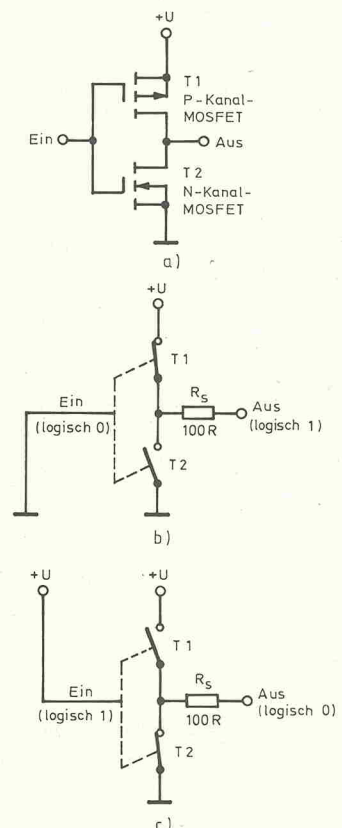 +U
T1
P-Kanal-
MOSFET
Ein
Aus
T2
N-Kanal-
MOSFET
a)
+U
T1
Ein
(logisch 0)
RS
100R
Aus
(logisch 1)
T2
b)
+U
+U
T1
Ein
(logisch 1)
RS
100R
Aus
(logisch 0)
T2
c)